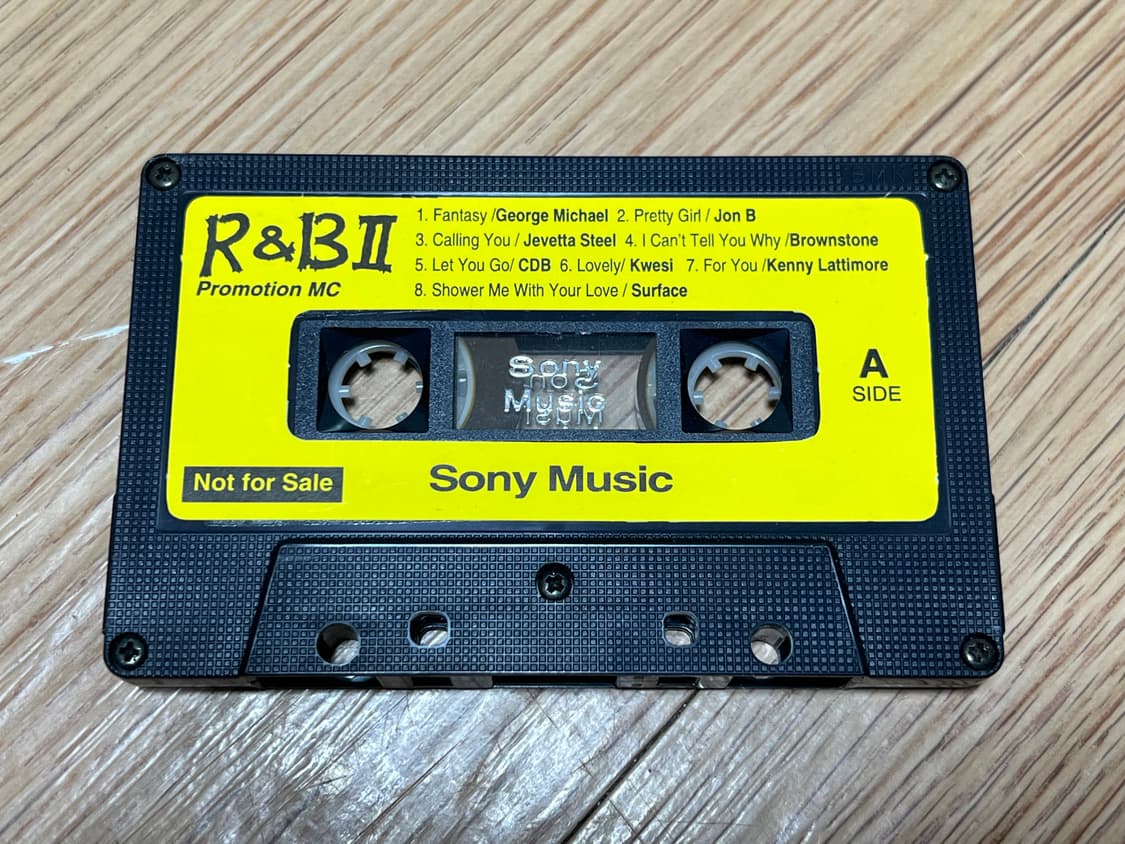 R&B II
Promotion MC
1. Fantasy /George Michael 2. Pretty Girl / Jon B
3. Calling You / Jevetta Steel 4. I Can't Tell You Why /Brownstone
5. Let You Go/ CDB 6. Lovely/ Kwesi 7. For You /Kenny Lattimore
8. Shower Me With Your Love / Surface
Sony
Music
A
SIDE
Not for Sale
Sony Music